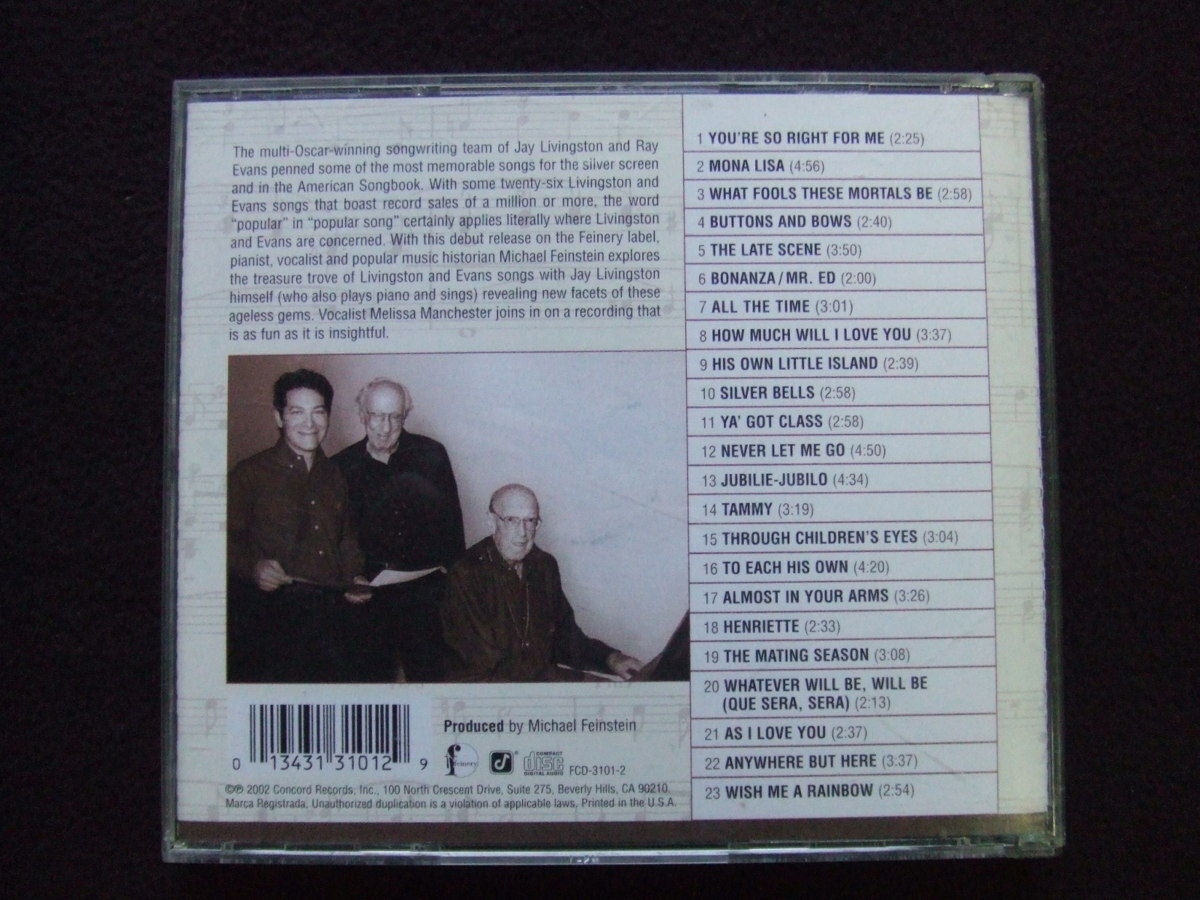 The multi-Oscar-winning songwriting team of Jay Livingston and Ray
Evans penned some of the most memorable songs for the silver screen
and in the American Songbook. With some twenty-six Livingston and
Evans songs that boast record sales of a million or more, the word
"popular" in "popular song" certainly applies literally where Livingston
and Evans are concerned. With this debut release on the Feinery label,
pianist, vocalist and popular music historian Michael Feinstein explores
the treasure trove of Livingston and Evans songs with Jay Livingston
himself (who also plays piano and sings) revealing new facets of these
ageless gems. Vocalist Melissa Manchester joins in on a recording that
is as fun as it is insightful.
1 YOU'RE SO RIGHT FOR ME (2:25)
2 MONA LISA (4:56)
3 WHAT FOOLS THESE MORTALS BE (2:58)
4 BUTTONS AND BOWS (2:40)
5 THE LATE SCENE (3:50)
6 BONANZA/MR. ED (2:00)
7 ALL THE TIME (3:01)
8 HOW MUCH WILL I LOVE YOU (3:37)
9 HIS OWN LITTLE ISLAND (2:39)
10 SILVER BELLS (2:58)
11 YA' GOT CLASS (2:58)
12 NEVER LET ME GO (4:50)
13 JUBILIE-JUBILO (4:34)
14 TAMMY (3:19)
15 THROUGH CHILDREN'S EYES (3:04)
16 TO EACH HIS OWN (4:20)
17 ALMOST IN YOUR ARMS (3:26)
18 HENRIETTE (2:33)
19 THE MATING SEASON (3:08)
20 WHATEVER WILL BE, WILL BE
(QUE SERA, SERA) (2:13)
21 AS I LOVE YOU (2:37)
22 ANYWHERE BUT HERE (3:37)
23 WISH ME A RAINBOW (2:54)
Produced by Michael Feinstein
0 13431 31012 9
feinery
COMPACT
disc
DIGITAL AUDIO
FCD-3101-2
©℗ 2002 Concord Records, Inc., 100 North Crescent Drive, Suite 275, Beverly Hills, CA 90210.
Marca Registrada. Unauthorized duplication is a violation of applicable laws. Printed in the U.S.A.